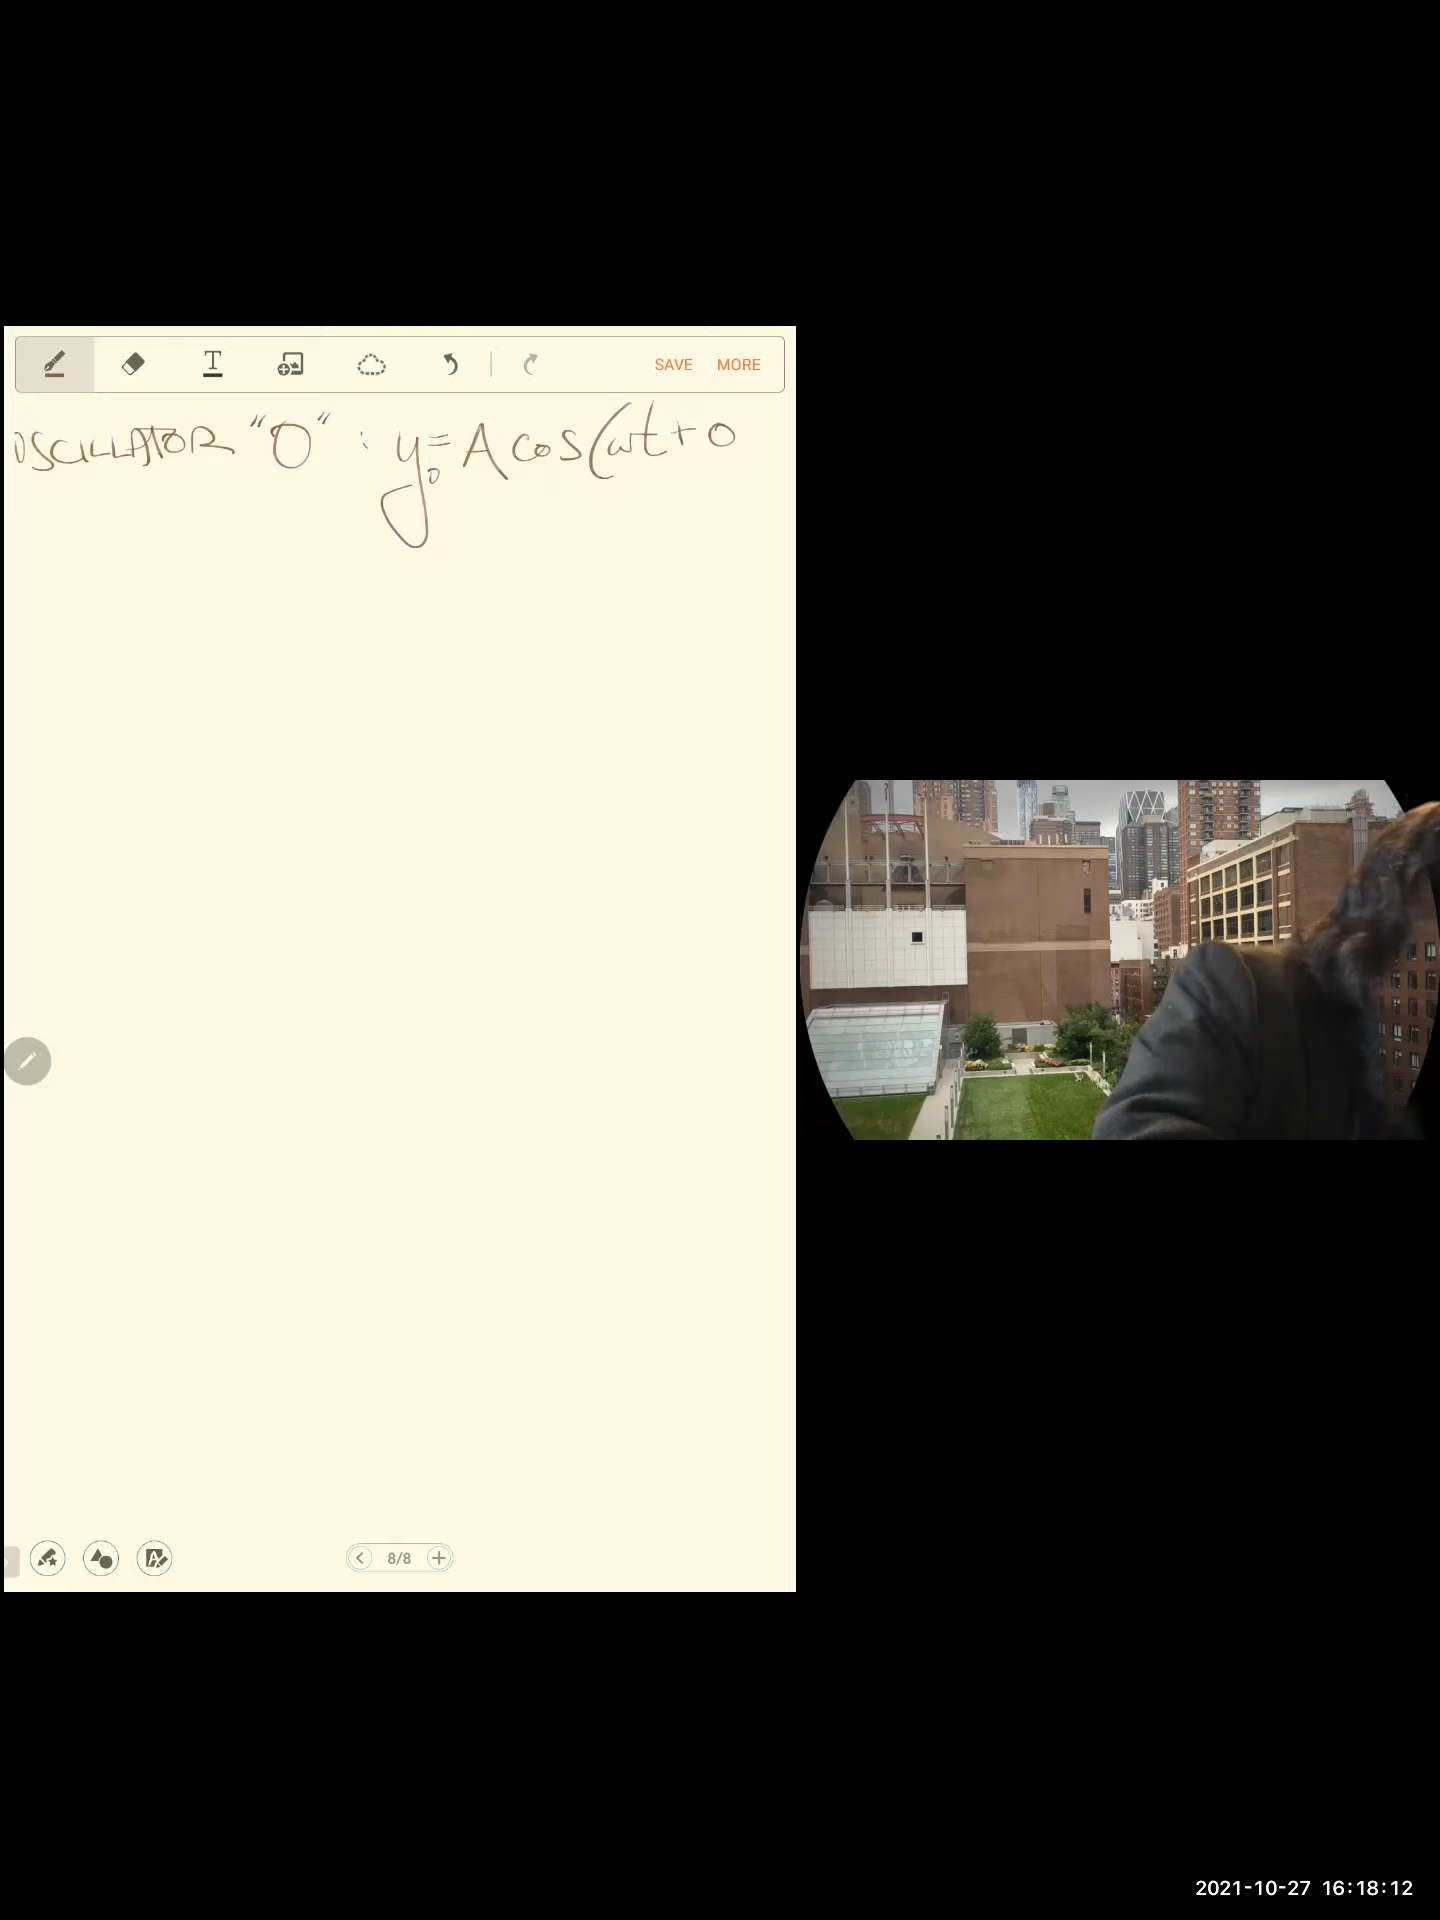 T SAVE MORE
OSCILLATOR "O" : y₀ = A cos(ωt + 0
8/8
2021-10-27 16:18:12